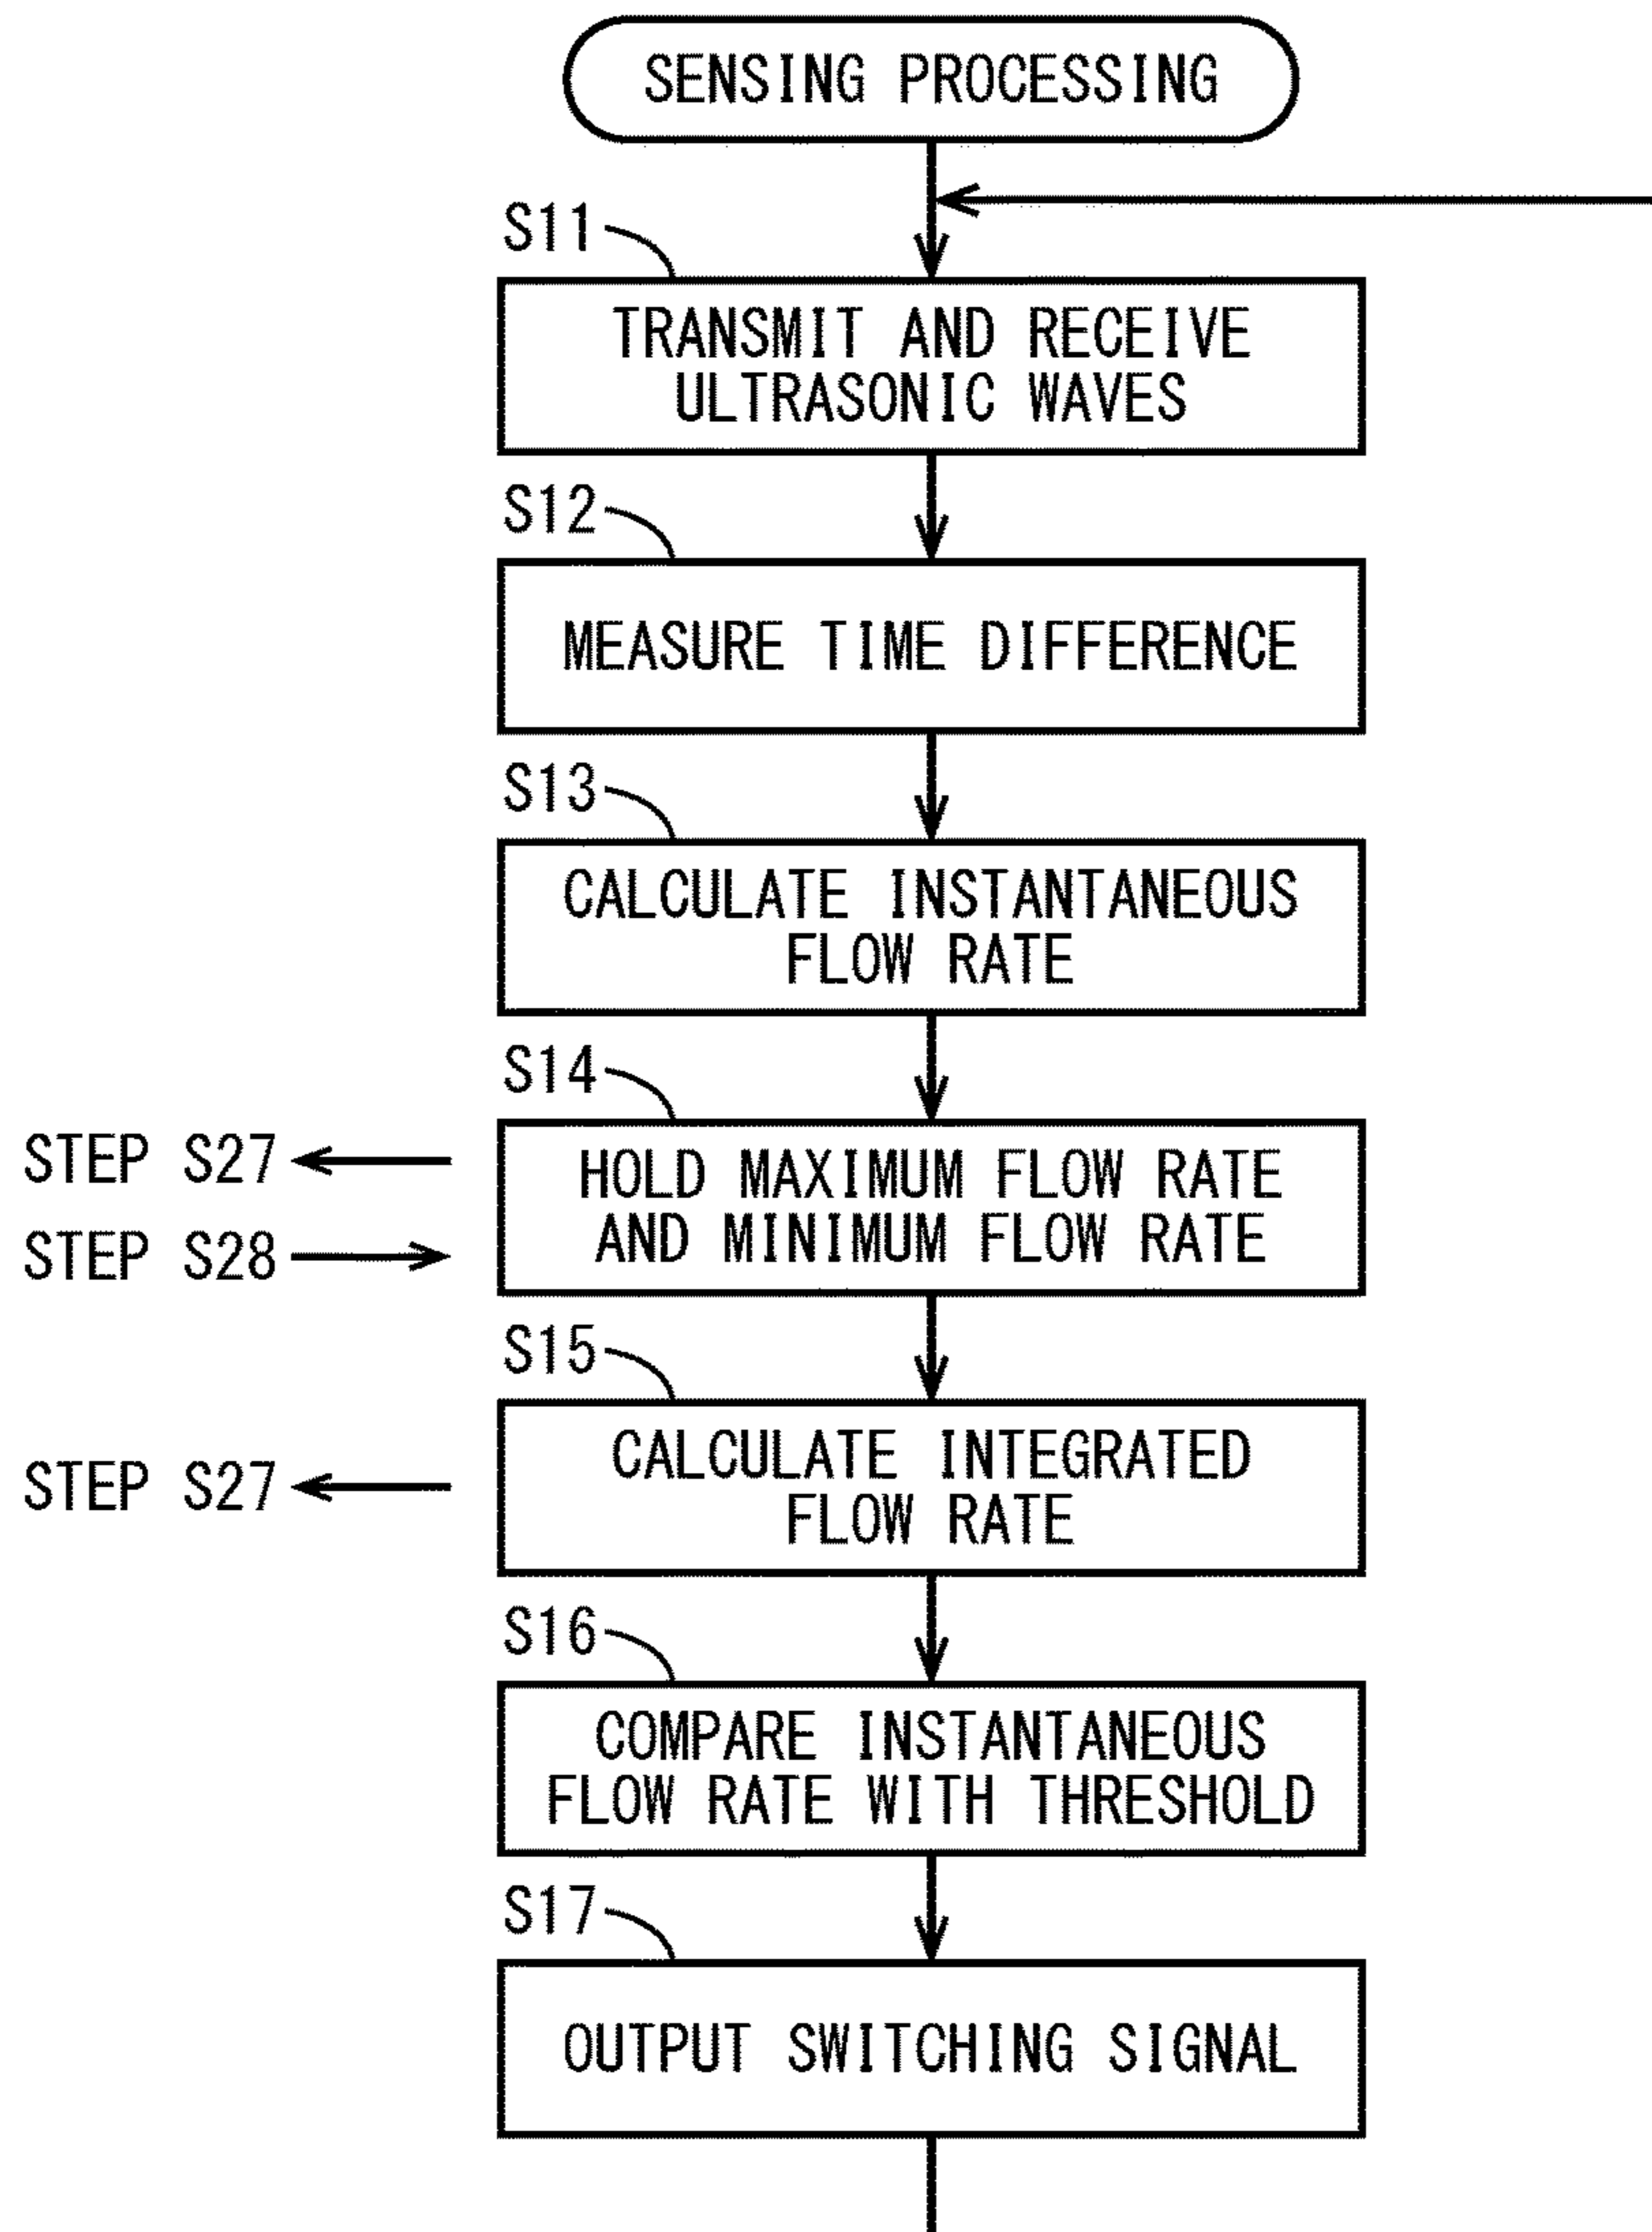 SENSING PROCESSING
S11
TRANSMIT AND RECEIVE
ULTRASONIC WAVES
S12
MEASURE TIME DIFFERENCE
S13
CALCULATE INSTANTANEOUS
FLOW RATE
S14
STEP S27
HOLD MAXIMUM FLOW RATE
AND MINIMUM FLOW RATE
STEP S28
S15
CALCULATE INTEGRATED
FLOW RATE
STEP S27
S16
COMPARE INSTANTANEOUS
FLOW RATE WITH THRESHOLD
S17
OUTPUT SWITCHING SIGNAL